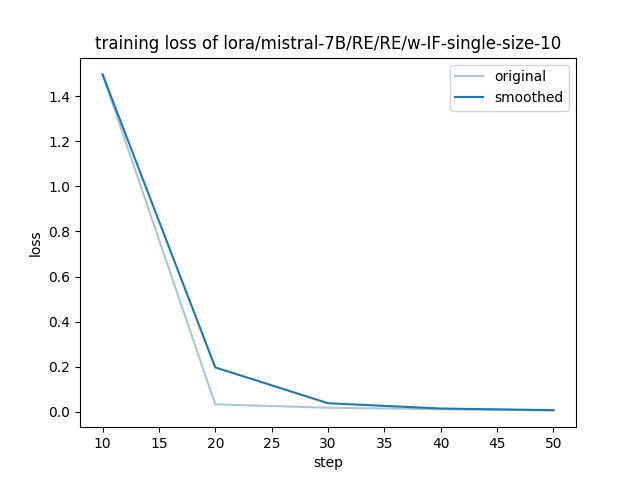 training loss of lora/mistral-7B/RE/RE/w-IF-single-size-10
original
smoothed
1.4
1.2
1.0
0.8
0.6
0.4
0.2
0.0
loss
10 15 20 25 30 35 40 45 50
step